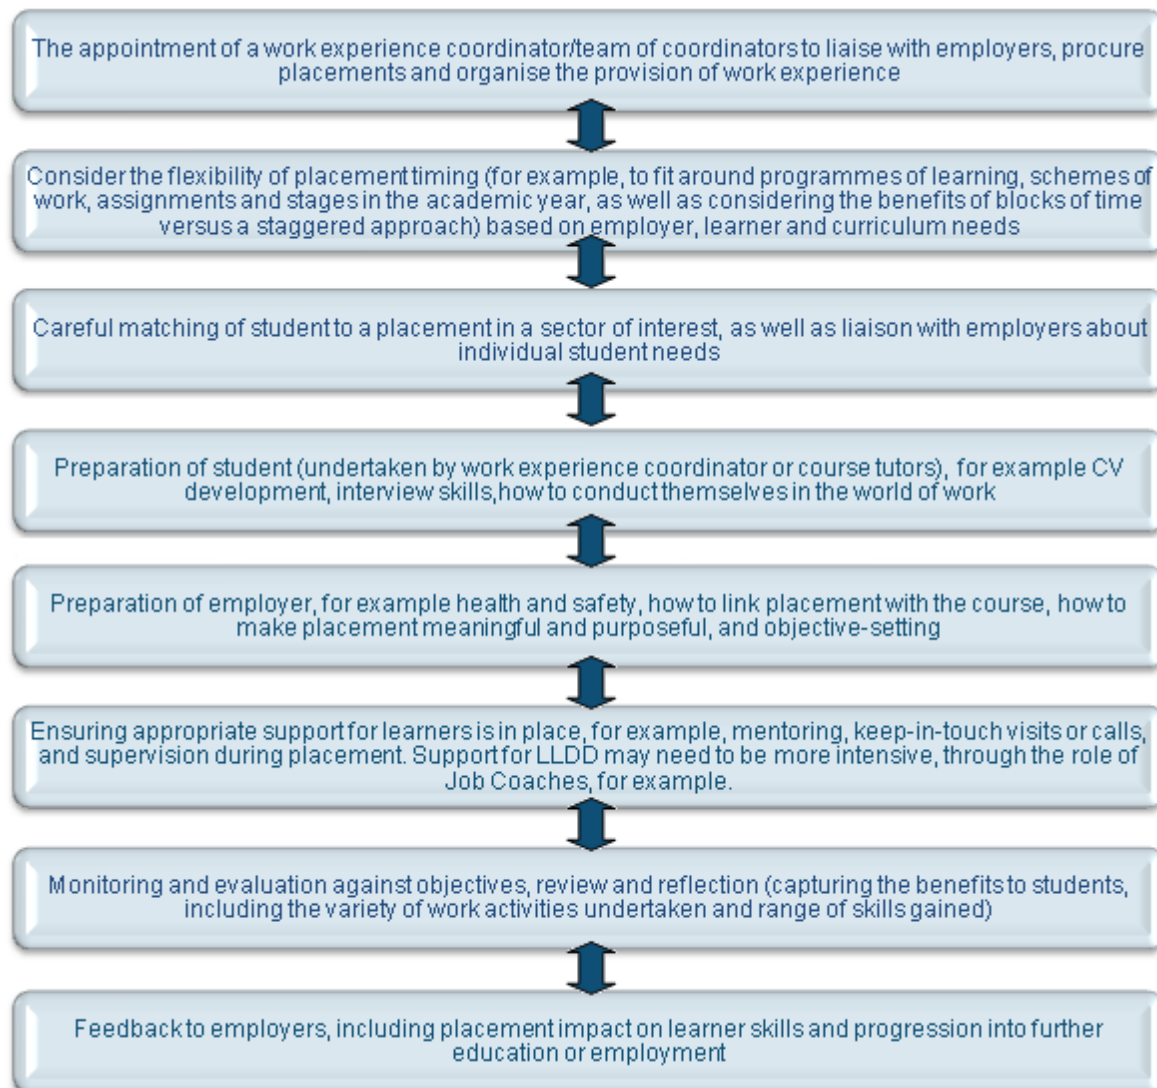 The appointment of a work experience coordinator/team of coordinators to liaise with employers, procure
placements and organise the provision of work experience
Consider the flexibility of placement timing (for example, to fit around programmes of learning, schemes of
work, assignments and stages in the academic year, as well as considering the benefits of blocks of time
versus a staggered approach) based on employer, learner and curriculum needs
Careful matching of student to a placement in a sector of interest, as well as liaison with employers about
individual student needs
Preparation of student (undertaken by work experience coordinator or course tutors), for example CV
development, interview skills,how to conduct themselves in the world of work
Preparation of employer, for example health and safety, how to link placement with the course, how to
make placement meaningful and purposeful, and objective-setting
Ensuring appropriate support for learners is in place, for example, mentoring, keep-in-touch visits or calls,
and supervision during placement. Support for LLDD may need to be more intensive, through the role of
Job Coaches, for example.
Monitoring and evaluation against objectives, review and reflection (capturing the benefits to students,
including the variety of work activities undertaken and range of skills gained)
Feedback to employers, including placement impact on learner skills and progression into further
education or employment